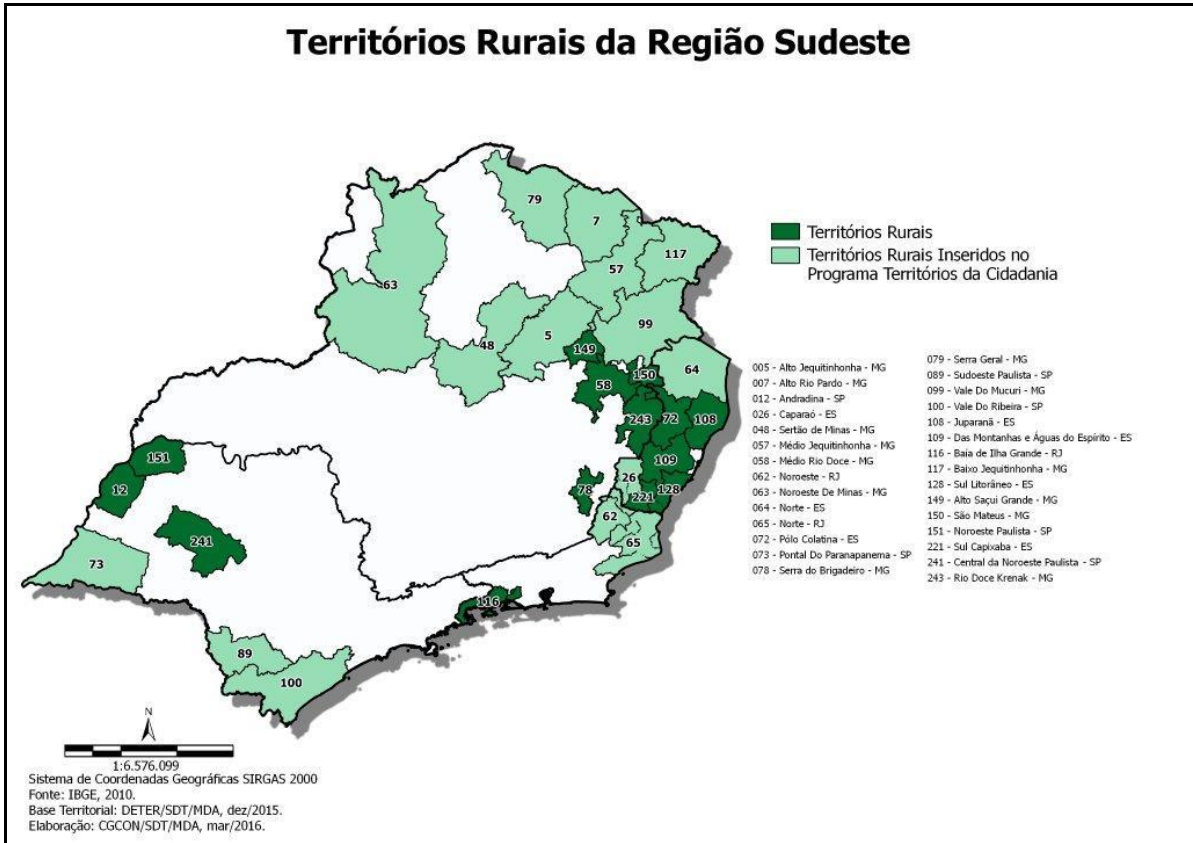 Territórios Rurais da Região Sudeste
79
7
117
57
63
99
48
5
149
64
150
58
243
72
108
151
109
12
26
78
128
221
62
241
65
73
116
89
100
Territórios Rurais
Territórios Rurais Inseridos no
Programa Territórios da Cidadania
005 - Alto Jequitinhonha - MG
007 - Alto Rio Pardo - MG
012 - Andradina - SP
026 - Caparaó - ES
048 - Sertão de Minas - MG
057 - Médio Jequitinhonha - MG
058 - Médio Rio Doce - MG
062 - Noroeste - RJ
063 - Noroeste De Minas - MG
064 - Norte - ES
065 - Norte - RJ
072 - Pólo Colatina - ES
073 - Pontal Do Paranapanema - SP
078 - Serra do Brigadeiro - MG
079 - Serra Geral - MG
089 - Sudoeste Paulista - SP
099 - Vale Do Mucuri - MG
100 - Vale Do Ribeira - SP
108 - Juparanã - ES
109 - Das Montanhas e Águas do Espírito - ES
116 - Baía de Ilha Grande - RJ
117 - Baixo Jequitinhonha - MG
128 - Sul Litorâneo - ES
149 - Alto Saçui Grande - MG
150 - São Mateus - MG
151 - Noroeste Paulista - SP
221 - Sul Capixaba - ES
241 - Central da Noroeste Paulista - SP
243 - Rio Doce Krenak - MG
N
1:6.576.099
Sistema de Coordenadas Geográficas SIRGAS 2000
Fonte: IBGE, 2010.
Base Territorial: DETER/SDT/MDA, dez/2015.
Elaboração: CGCON/SDT/MDA, mar/2016.